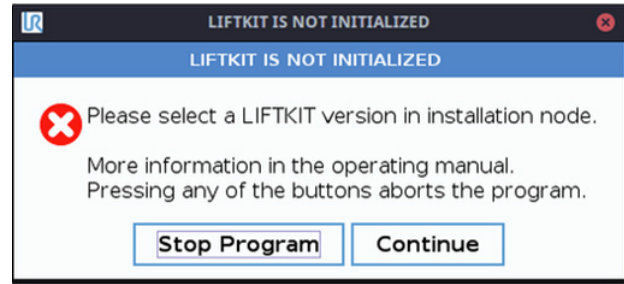 UR
LIFTKIT IS NOT INITIALIZED
LIFTKIT IS NOT INITIALIZED
Please select a LIFTKIT version in installation node.
More information in the operating manual.
Pressing any of the buttons aborts the program.
Stop Program
Continue